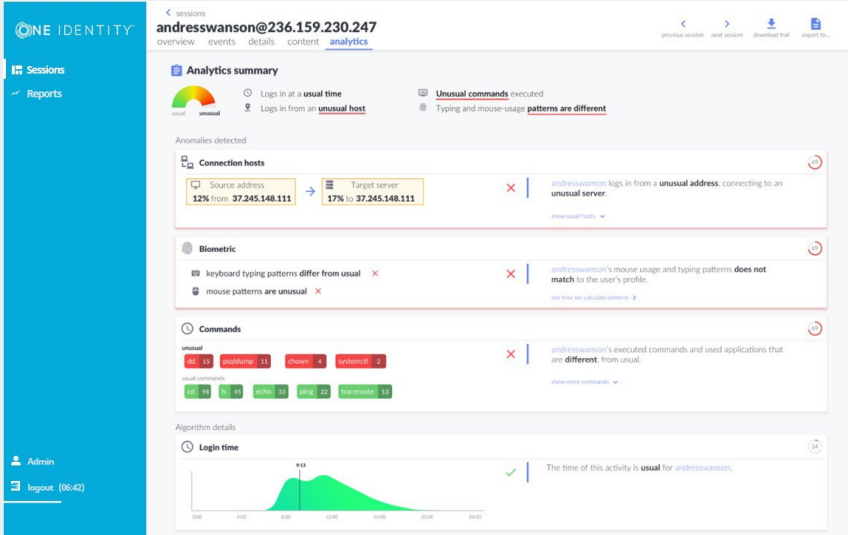 ONE IDENTITY
Sessions
Reports
Admin
logout (06:42)
sessions
andresswanson@236.159.230.247
overview events details content analytics
previous session next session download trail export to...
Analytics summary
usual unusual
Logs in at a usual time
Logs in from an unusual host
Unusual commands executed
Typing and mouse-usage patterns are different
Anomalies detected
Connection hosts
69
Source address
12% from 37.245.148.111
Target server
17% to 37.245.148.111
andresswanson logs in from a unusual address, connecting to an
unusual server.
show usual hosts
Biometric
69
keyboard typing patterns differ from usual
mouse patterns are unusual
andresswanson's mouse usage and typing patterns does not
match to the user's profile.
see how we calculate patterns
Commands
69
unusual
dd 15 psqldump 11 chown 4 systemctl 2
usual commands
cd 98 ls 45 echo 33 ping 22 traceroute 13
andresswanson's executed commands and used applications that
are different, from usual.
show more commands
Algorithm details
Login time
14
9:13
0:00 4:00 8:00 12:00 16:00 20:00 24:00
The time of this activity is usual for andresswanson.